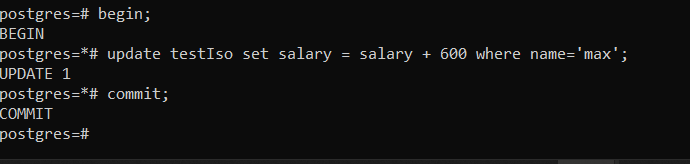 postgres=# begin;
BEGIN
postgres=*# update testIso set salary = salary + 600 where name='max';
UPDATE 1
postgres=*# commit;
COMMIT
postgres=#